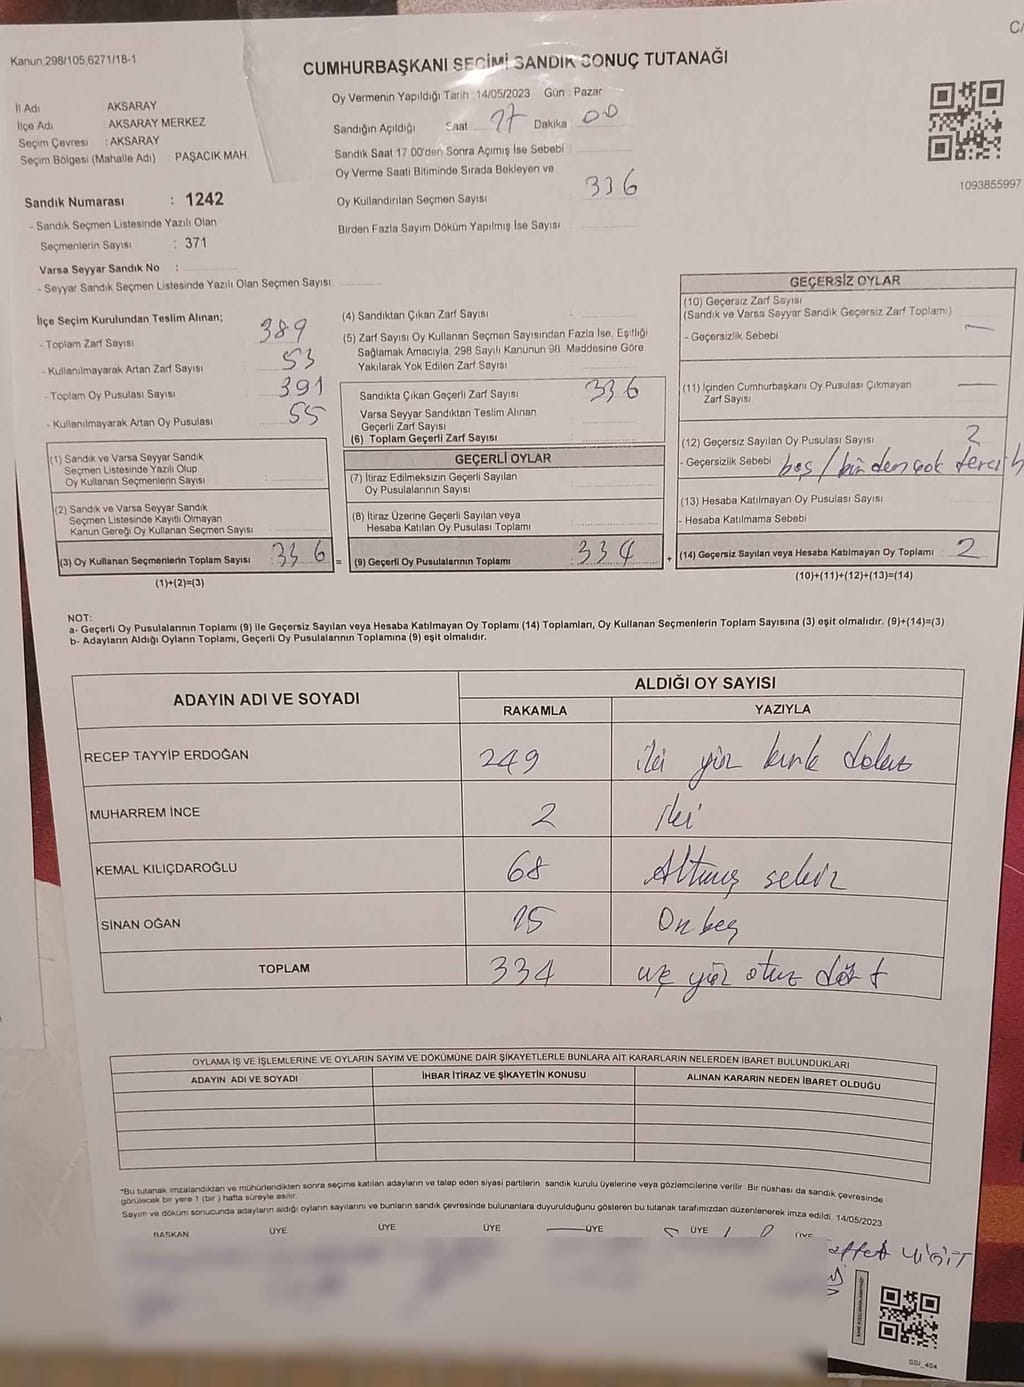 C/
Kanun;298/105,6271/18-1
CUMHURBAŞKANI SEÇİMİ SANDIK SONUÇ TUTANAĞI
Oy Vermenin Yapıldığı Tarih : 14/05/2023 Gün : Pazar
İl Adı AKSARAY
İlçe Adı AKSARAY MERKEZ
Seçim Çevresi : AKSARAY
Seçim Bölgesi (Mahalle Adı) : PAŞACIK MAH.
Sandığın Açıldığı Saat 17 Dakika : 00
Sandık Saat 17.00'den Sonra Açımış İse Sebebi :
Oy Verme Saati Bitiminde Sırada Bekleyen ve
Oy Kullandırılan Seçmen Sayısı 336
Birden Fazla Sayım Döküm Yapılmış İse Sayısı :
1093855997
Sandık Numarası : 1242
- Sandık Seçmen Listesinde Yazılı Olan
Seçmenlerin Sayısı : 371
Varsa Seyyar Sandık No :
- Seyyar Sandık Seçmen Listesinde Yazılı Olan Seçmen Sayısı:
İlçe Seçim Kurulundan Teslim Alınan;
- Toplam Zarf Sayısı 389
- Kullanılmayarak Artan Zarf Sayısı 53
- Toplam Oy Pusulası Sayısı 391
- Kullanılmayarak Artan Oy Pusulası 55
(1) Sandık ve Varsa Seyyar Sandık
Seçmen Listesinde Yazılı Olup
Oy Kullanan Seçmenlerin Sayısı :
(2) Sandık ve Varsa Seyyar Sandık
Seçmen Listesinde Kayıtlı Olmayan
Kanun Gereği Oy Kullanan Seçmen Sayısı
(3) Oy Kullanan Seçmenlerin Toplam Sayısı 336 =
(1)+(2)=(3)
(4) Sandıktan Çıkan Zarf Sayısı :
(5) Zarf Sayısı Oy Kullanan Seçmen Sayısından Fazla İse, Eşitliği
Sağlamak Amacıyla, 298 Sayılı Kanunun 98. Maddesine Göre
Yakılarak Yok Edilen Zarf Sayısı
Sandıkta Çıkan Geçerli Zarf Sayısı : 336
Varsa Seyyar Sandıktan Teslim Alınan
Geçerli Zarf Sayısı :
(6) Toplam Geçerli Zarf Sayısı :
GEÇERLİ OYLAR
(7) İtiraz Edilmeksizin Geçerli Sayılan
Oy Pusulalarının Sayısı
(8) İtiraz Üzerine Geçerli Sayılan veya
Hesaba Katılan Oy Pusulası Toplamı
(9) Geçerli Oy Pusulalarının Toplamı 334 +
GEÇERSİZ OYLAR
(10) Geçersiz Zarf Sayısı
(Sandık ve Varsa Seyyar Sandık Geçersiz Zarf Toplamı)
- Geçersizlik Sebebi —
(11) İçinden Cumhurbaşkanı Oy Pusulası Çıkmayan
Zarf Sayısı —
(12) Geçersiz Sayılan Oy Pusulası Sayısı 2
- Geçersizlik Sebebi boş / birden çok tercih
(13) Hesaba Katılmayan Oy Pusulası Sayısı
- Hesaba Katılmama Sebebi
(14) Geçersiz Sayılan veya Hesaba Katılmayan Oy Toplamı : 2
(10)+(11)+(12)+(13)=(14)
NOT:
a- Geçerli Oy Pusulalarının Toplamı (9) ile Geçersiz Sayılan veya Hesaba Katılmayan Oy Toplamı (14) Toplamları, Oy Kullanan Seçmenlerin Toplam Sayısına (3) eşit olmalıdır. (9)+(14)=(3)
b- Adayların Aldığı Oyların Toplamı, Geçerli Oy Pusulalarının Toplamına (9) eşit olmalıdır.
ADAYIN ADI VE SOYADI ALDIĞI OY SAYISI
RAKAMLA YAZIYLA
RECEP TAYYİP ERDOĞAN 249 iki yüz kırk dokuz
MUHARREM İNCE 2 iki
KEMAL KILIÇDAROĞLU 68 Altmış sekiz
SİNAN OĞAN 15 On beş
TOPLAM 334 üç yüz otuz dört
OYLAMA İŞ VE İŞLEMLERİNE VE OYLARIN SAYIM VE DÖKÜMÜNE DAİR ŞİKAYETLERLE BUNLARA AİT KARARLARIN NELERDEN İBARET BULUNDUKLARI
ADAYIN ADI VE SOYADI İHBAR İTİRAZ VE ŞİKAYETİN KONUSU ALINAN KARARIN NEDEN İBARET OLDUĞU
*Bu tutanak imzalandıktan ve mühürlendikten sonra seçime katılan adayların ve talep eden siyasi partilerin sandık kurulu üyelerine veya gözlemcilerine verilir. Bir nüshası da sandık çevresinde
görülecek bir yere 1 (bir) hafta süreyle asılır.
Sayım ve döküm sonucunda adayların aldığı oyların sayılarını ve bunların sandık çevresinde bulunanlara duyurulduğunu gösteren bu tutanak tarafımızdan düzenlenerek imza edildi. 14/05/2023
BAŞKAN ÜYE ÜYE ÜYE ÜYE ÜYE ÜYE
YİĞİT
SSI_404